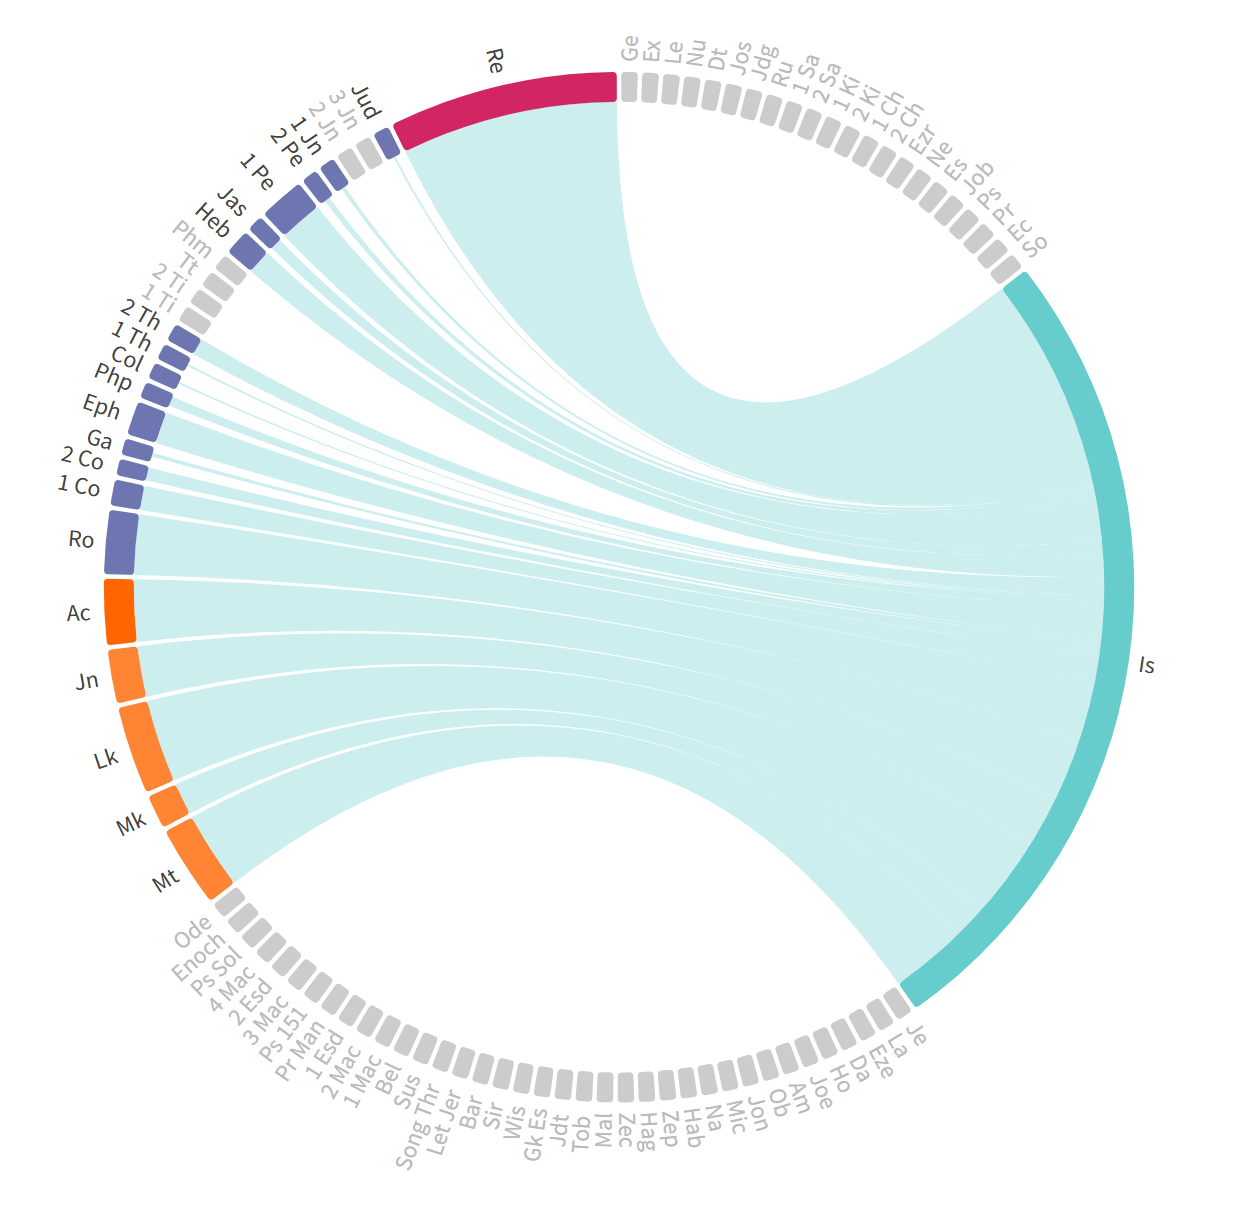 Ge
Ex
Le
Nu
Dt
Jos
Jdg
Ru
1 Sa
2 Sa
1 Ki
2 Ki
1 Ch
2 Ch
Ezr
Ne
Es
Job
Ps
Pr
Ec
So
Is
Je
La
Eze
Da
Ho
Joe
Am
Ob
Jon
Mic
Na
Hab
Zep
Hag
Zec
Mal
Tob
Jdt
Gk Es
Wis
Sir
Bar
Let Jer
Song Thr
Sus
Bel
1 Mac
2 Mac
1 Esd
Pr Man
Ps 151
3 Mac
2 Esd
4 Mac
Ps Sol
Enoch
Ode
Mt
Mk
Lk
Jn
Ac
Ro
1 Co
2 Co
Ga
Eph
Php
Col
1 Th
2 Th
1 Ti
2 Ti
Tt
Phm
Heb
Jas
1 Pe
2 Pe
1 Jn
2 Jn
3 Jn
Jud
Re